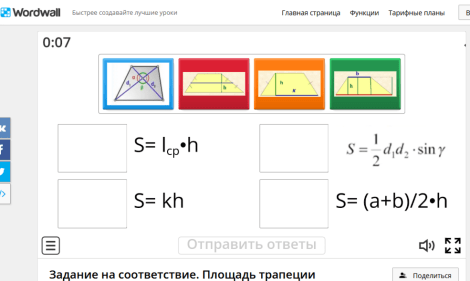 Wordwall Быстрее создавайте лучшие уроки Главная страница Функции Тарифные планы В
0:07
S= lср•h
S = 1/2 d₁d₂ · sin γ
S= kh
S= (a+b)/2•h
Отправить ответы
Задание на соответствие. Площадь трапеции
Поделиться